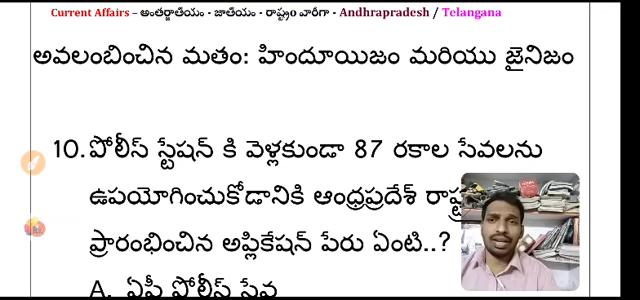 Current Affairs – అంతర్జాతీయం - జాతీయం - రాష్ట్రం వారీగా - Andhrapradesh / Telangana
అవలంబించిన మతం: హిందూయిజం మరియు జైనిజం
10. పోలీస్ స్టేషన్ కి వెళ్లకుండా 87 రకాల సేవలను
ఉపయోగించుకోడానికి ఆంధ్రప్రదేశ్
ప్రారంభించిన అప్లికేషన్ పేరు ఏంటి..?
A. ఏపీ పోలీస్ సేవ